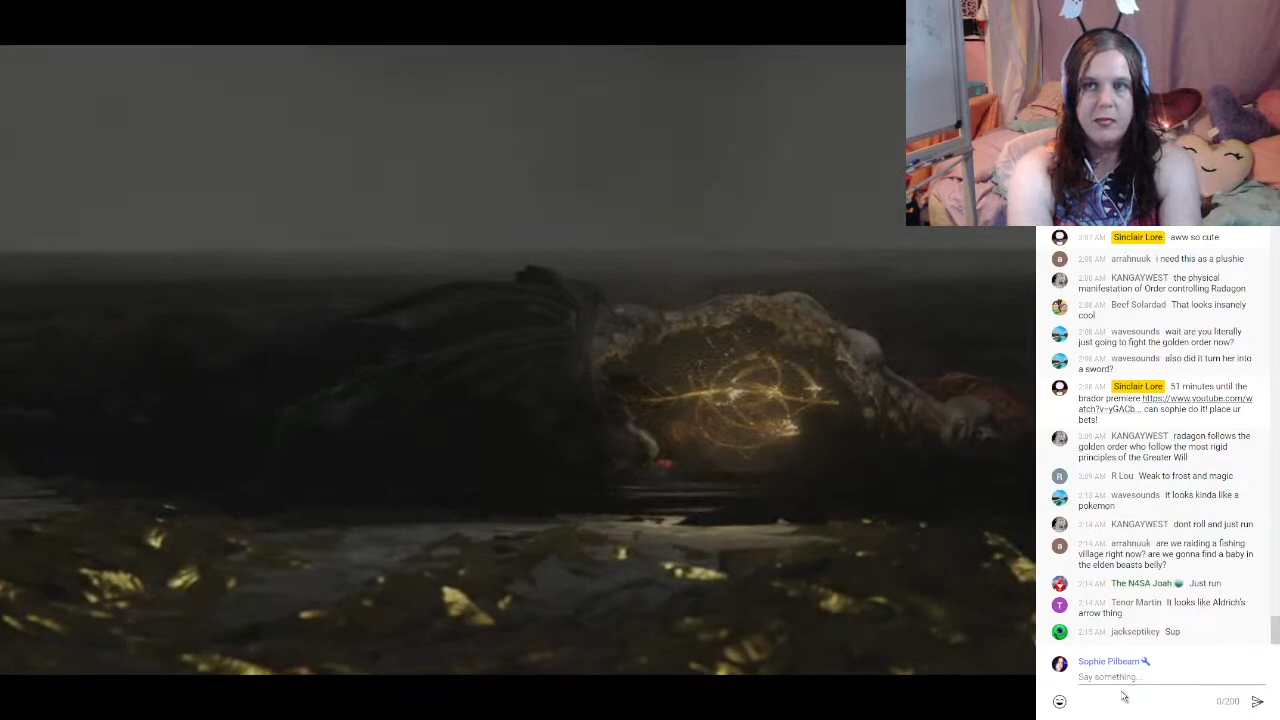 2:07 AM Sinclair Lore aww so cute
2:08 AM arrahnuuk i need this as a plushie
2:08 AM KANGAYWEST the physical
manifestation of Order controlling Radagon
2:08 AM Beef Solardad That looks insanely
cool
2:08 AM wavesounds wait are you literally
just going to fight the golden order now?
2:08 AM wavesounds also did it turn her into
a sword?
2:08 AM Sinclair Lore 51 minutes until the
brador premiere https://www.youtube.com/w
atch?v=yGACb... can sophie do it! place ur
bets!
2:09 AM KANGAYWEST radagon follows the
golden order who follow the most rigid
principles of the Greater Will
R
2:09 AM R Lou Weak to frost and magic
2:13 AM wavesounds it looks kinda like a
pokemon
2:14 AM KANGAYWEST dont roll and just run
a
2:14 AM arrahnuuk are we raiding a fishing
village right now? are we gonna find a baby in
the elden beasts belly?
2:14 AM The N4SA Joah Just run
T
2:14 AM Tenor Martin It looks like Aldrich's
arrow thing
2:15 AM jackseptikey Sup
Sophie Pilbeam
Say something...
0/200